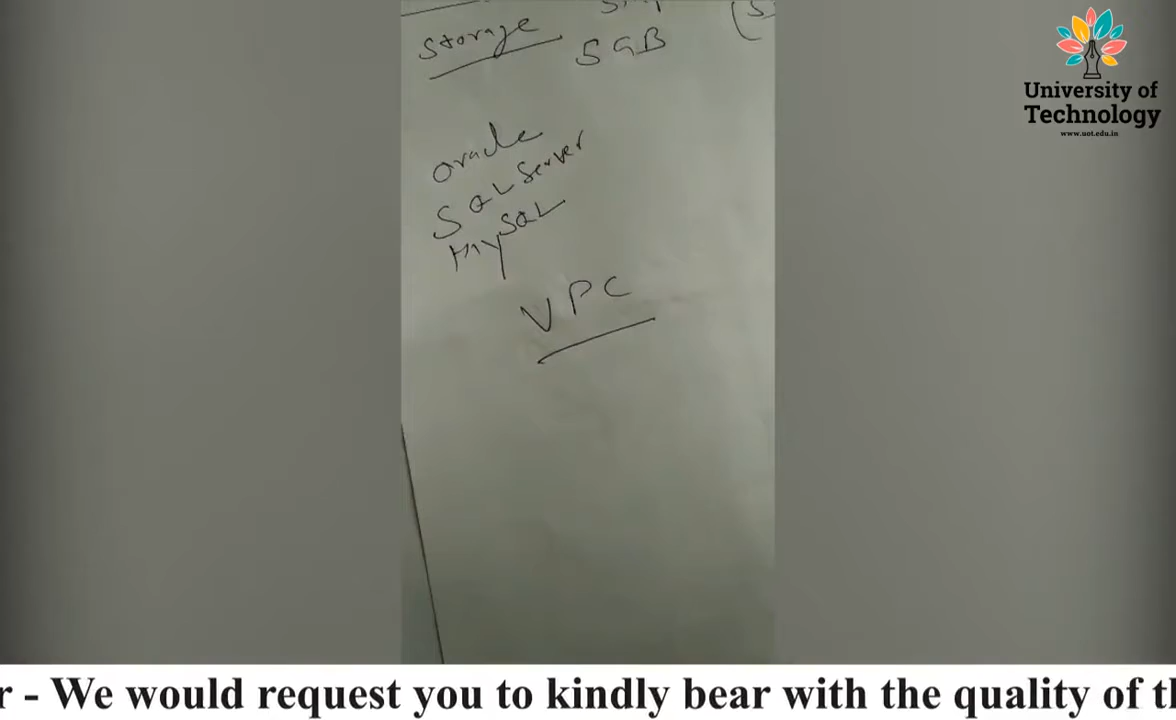 Storage 5GB
Oracle
SQL Server
MySQL
VPC
University of
Technology
www.uot.edu.in
r - We would request you to kindly bear with the quality of th